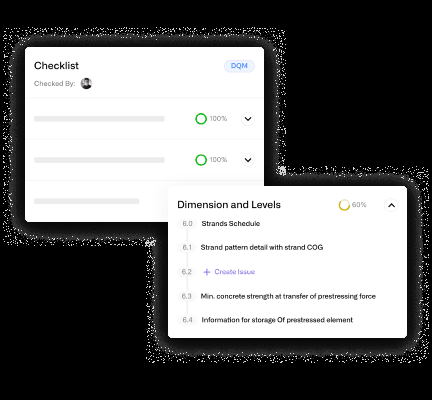 Checklist
DQM
Checked By:
100%
100%
Dimension and Levels
60%
6.0 Strands Schedule
6.1 Strand pattern detail with strand COG
6.2 + Create Issue
6.3 Min. concrete strength at transfer of prestressing force
6.4 Information for storage Of prestressed element